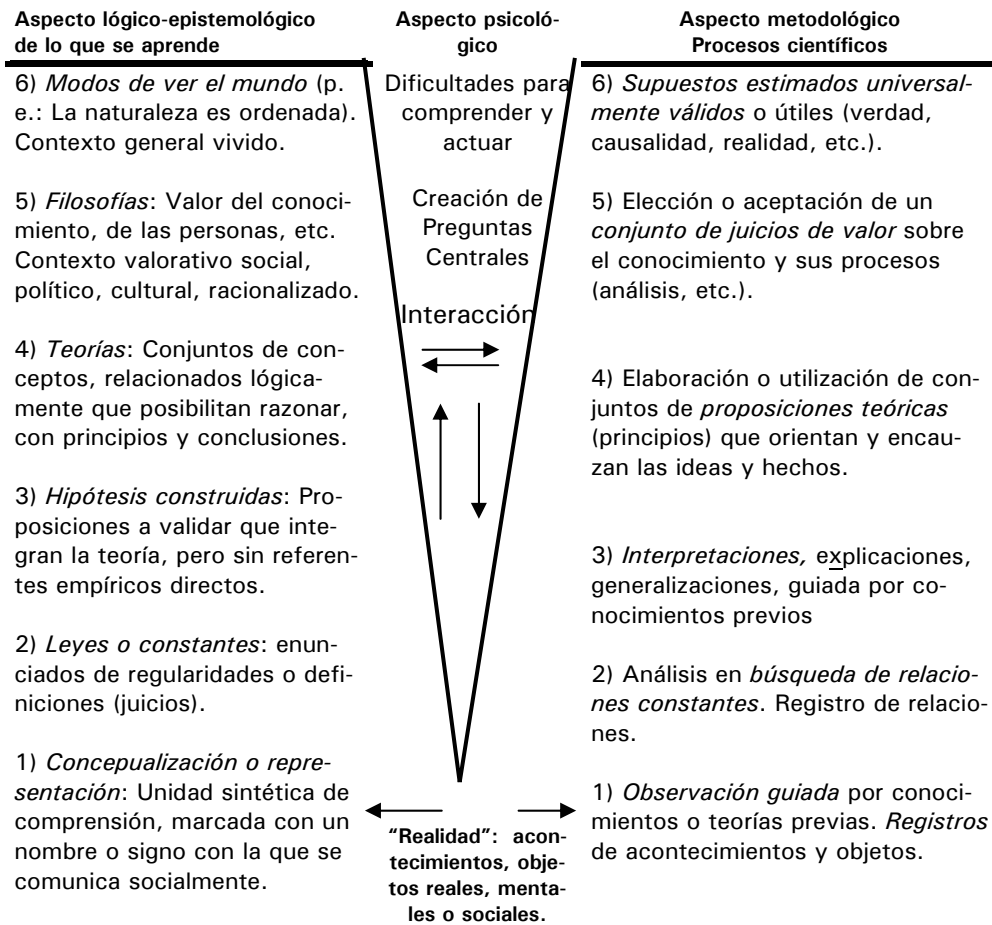 Aspecto lógico-epistemológico
de lo que se aprende
Aspecto psicoló-
gico
Aspecto metodológico
Procesos científicos
6) Modos de ver el mundo (p.
e.: La naturaleza es ordenada).
Contexto general vivido.
5) Filosofías: Valor del conoci-
miento, de las personas, etc.
Contexto valorativo social,
político, cultural, racionalizado.
4) Teorías: Conjuntos de con-
ceptos, relacionados lógica-
mente que posibilitan razonar,
con principios y conclusiones.
3) Hipótesis construidas: Pro-
posiciones a validar que inte-
gran la teoría, pero sin referen-
tes empíricos directos.
2) Leyes o constantes: enun-
ciados de regularidades o defi-
niciones (juicios).
1) Concepualización o repre-
sentación: Unidad sintética de
comprensión, marcada con un
nombre o signo con la que se
comunica socialmente.
Dificultades para
comprender y
actuar
Creación de
Preguntas
Centrales
Interacción
"Realidad": acon-
tecimientos, obje-
tos reales, menta-
les o sociales.
6) Supuestos estimados universal-
mente válidos o útiles (verdad,
causalidad, realidad, etc.).
5) Elección o aceptación de un
conjunto de juicios de valor sobre
el conocimiento y sus procesos
(análisis, etc.).
4) Elaboración o utilización de con-
juntos de proposiciones teóricas
(principios) que orientan y encau-
zan las ideas y hechos.
3) Interpretaciones, explicaciones,
generalizaciones, guiada por co-
nocimientos previos
2) Análisis en búsqueda de relacio-
nes constantes. Registro de relacio-
nes.
1) Observación guiada por conoci-
mientos o teorías previas. Registros
de acontecimientos y objetos.